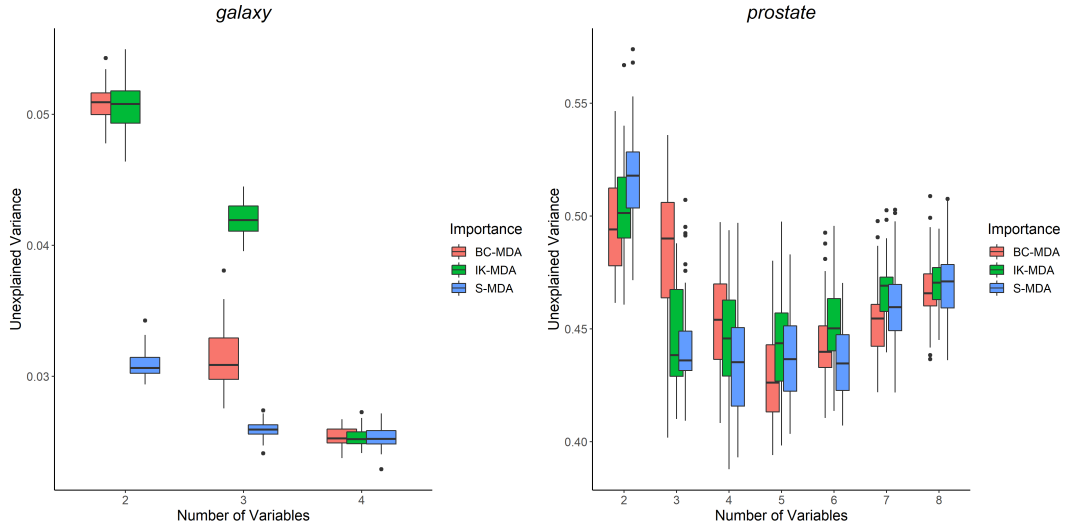 galaxy
Unexplained Variance
0.05
0.04
0.03
2
3
4
Number of Variables
Importance
BC-MDA
IK-MDA
S-MDA
prostate
Unexplained Variance
0.55
0.50
0.45
0.40
2
3
4
5
6
7
8
Number of Variables
Importance
BC-MDA
IK-MDA
S-MDA